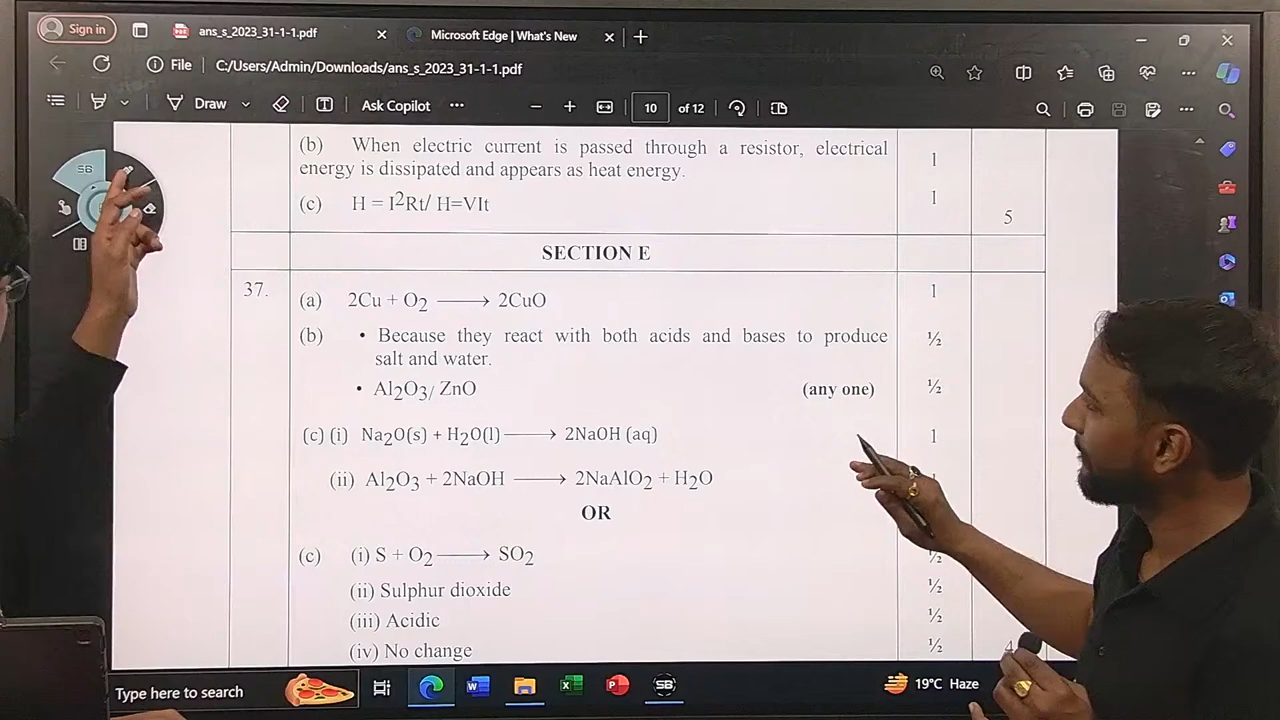 Sign in
ans_s_2023_31-1-1.pdf
Microsoft Edge | What's New
File
C:/Users/Admin/Downloads/ans_s_2023_31-1-1.pdf
Draw
Ask Copilot
10 of 12
SB
(b) When electric current is passed through a resistor, electrical 1
energy is dissipated and appears as heat energy.
(c) H = I²Rt/ H=VIt 1
5
SECTION E
37. (a) 2Cu + O₂ ⟶ 2CuO 1
(b) • Because they react with both acids and bases to produce ½
salt and water.
• Al₂O₃/ ZnO (any one) ½
(c) (i) Na₂O(s) + H₂O(l) ⟶ 2NaOH (aq) 1
(ii) Al₂O₃ + 2NaOH ⟶ 2NaAlO₂ + H₂O
OR
(c) (i) S + O₂ ⟶ SO₂ ½
(ii) Sulphur dioxide ½
(iii) Acidic ½
(iv) No change ½
4
Type here to search
SB
19°C Haze